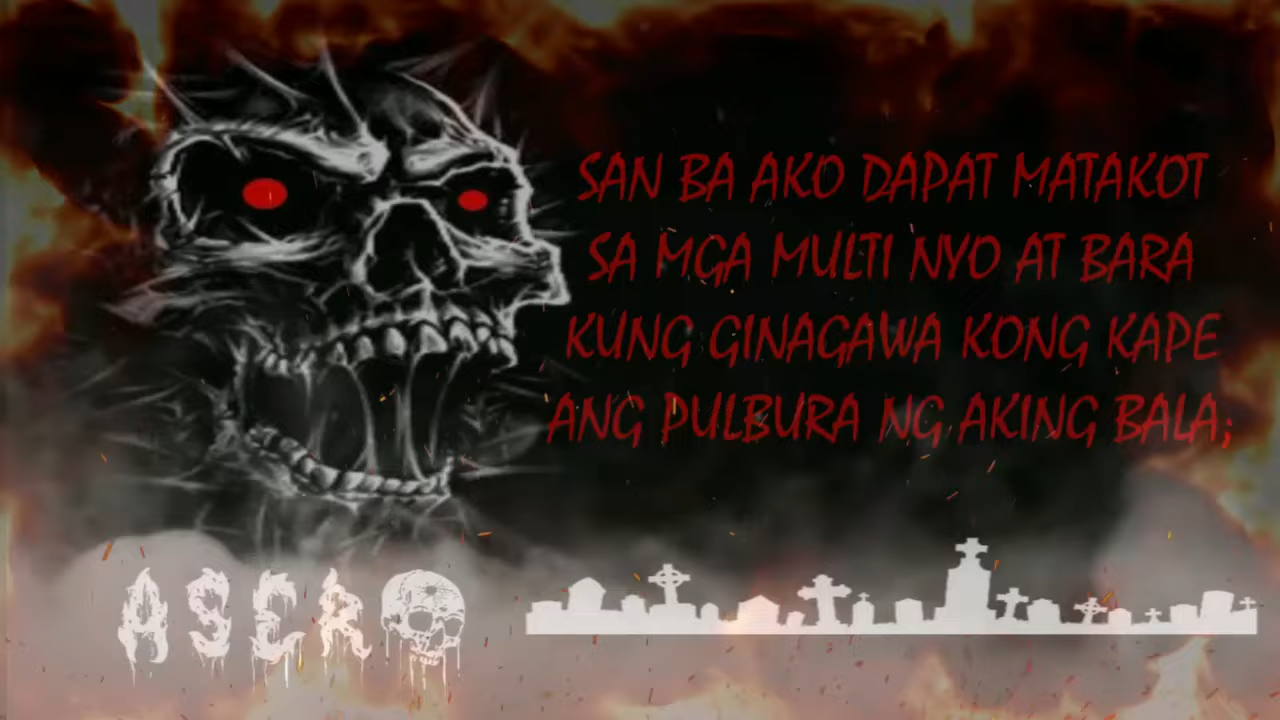 SAN BA AKO DAPAT MATAKOT
SA MGA MULTI NYO AT BARA
KUNG GINAGAWA KONG KAPE
ANG PULBURA NG AKING BALA;
ASERO